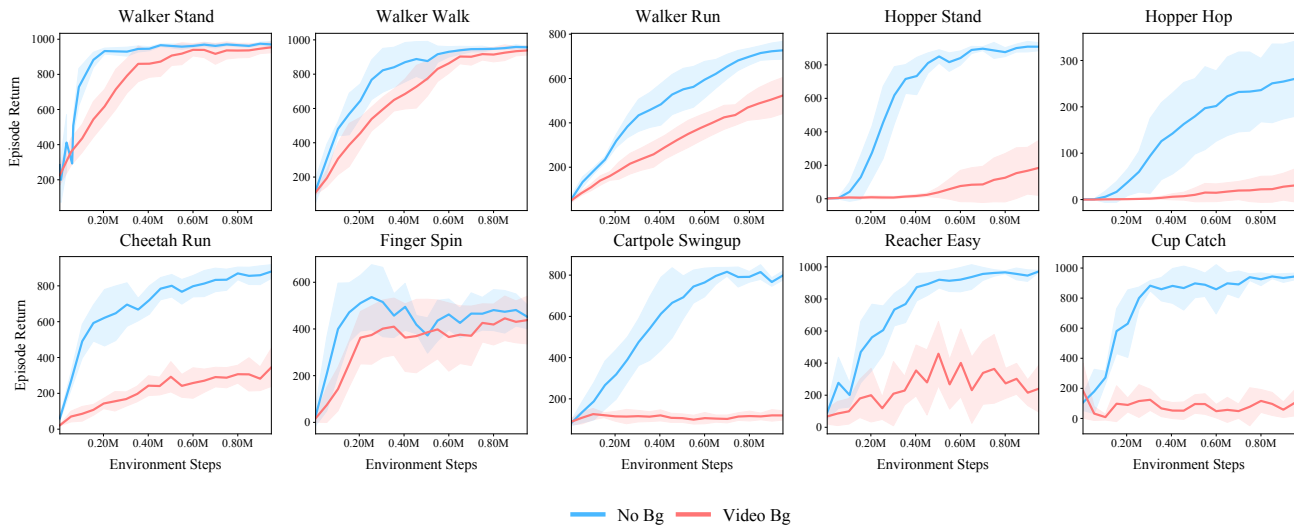 Walker Stand
Walker Walk
Walker Run
Hopper Stand
Hopper Hop
Episode Return
1000
800
600
400
200
0.20M 0.40M 0.60M 0.80M
1000
800
600
400
200
0
0.20M 0.40M 0.60M 0.80M
800
600
400
200
0.20M 0.40M 0.60M 0.80M
800
600
400
200
0
0.20M 0.40M 0.60M 0.80M
300
200
100
0
0.20M 0.40M 0.60M 0.80M
Cheetah Run
Finger Spin
Cartpole Swingup
Reacher Easy
Cup Catch
Episode Return
800
600
400
200
0
0.20M 0.40M 0.60M 0.80M
600
400
200
0
0.20M 0.40M 0.60M 0.80M
800
600
400
200
0.20M 0.40M 0.60M 0.80M
1000
800
600
400
200
0
0.20M 0.40M 0.60M 0.80M
1000
800
600
400
200
0
0.20M 0.40M 0.60M 0.80M
Environment Steps
Environment Steps
Environment Steps
Environment Steps
Environment Steps
No Bg
Video Bg